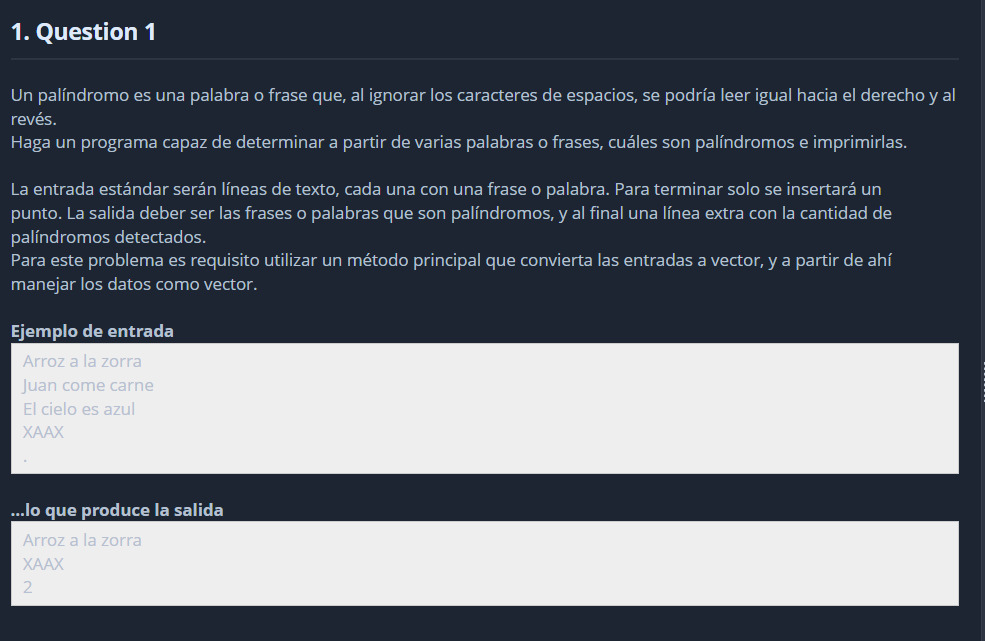 1. Question 1
Un palíndromo es una palabra o frase que, al ignorar los caracteres de espacios, se podría leer igual hacia el derecho y al
revés.
Haga un programa capaz de determinar a partir de varias palabras o frases, cuáles son palíndromos e imprimirlas.
La entrada estándar serán líneas de texto, cada una con una frase o palabra. Para terminar solo se insertará un
punto. La salida deber ser las frases o palabras que son palíndromos, y al final una línea extra con la cantidad de
palíndromos detectados.
Para este problema es requisito utilizar un método principal que convierta las entradas a vector, y a partir de ahí
manejar los datos como vector.
Ejemplo de entrada
Arroz a la zorra
Juan come carne
El cielo es azul
XAAX
.
...lo que produce la salida
Arroz a la zorra
XAAX
2